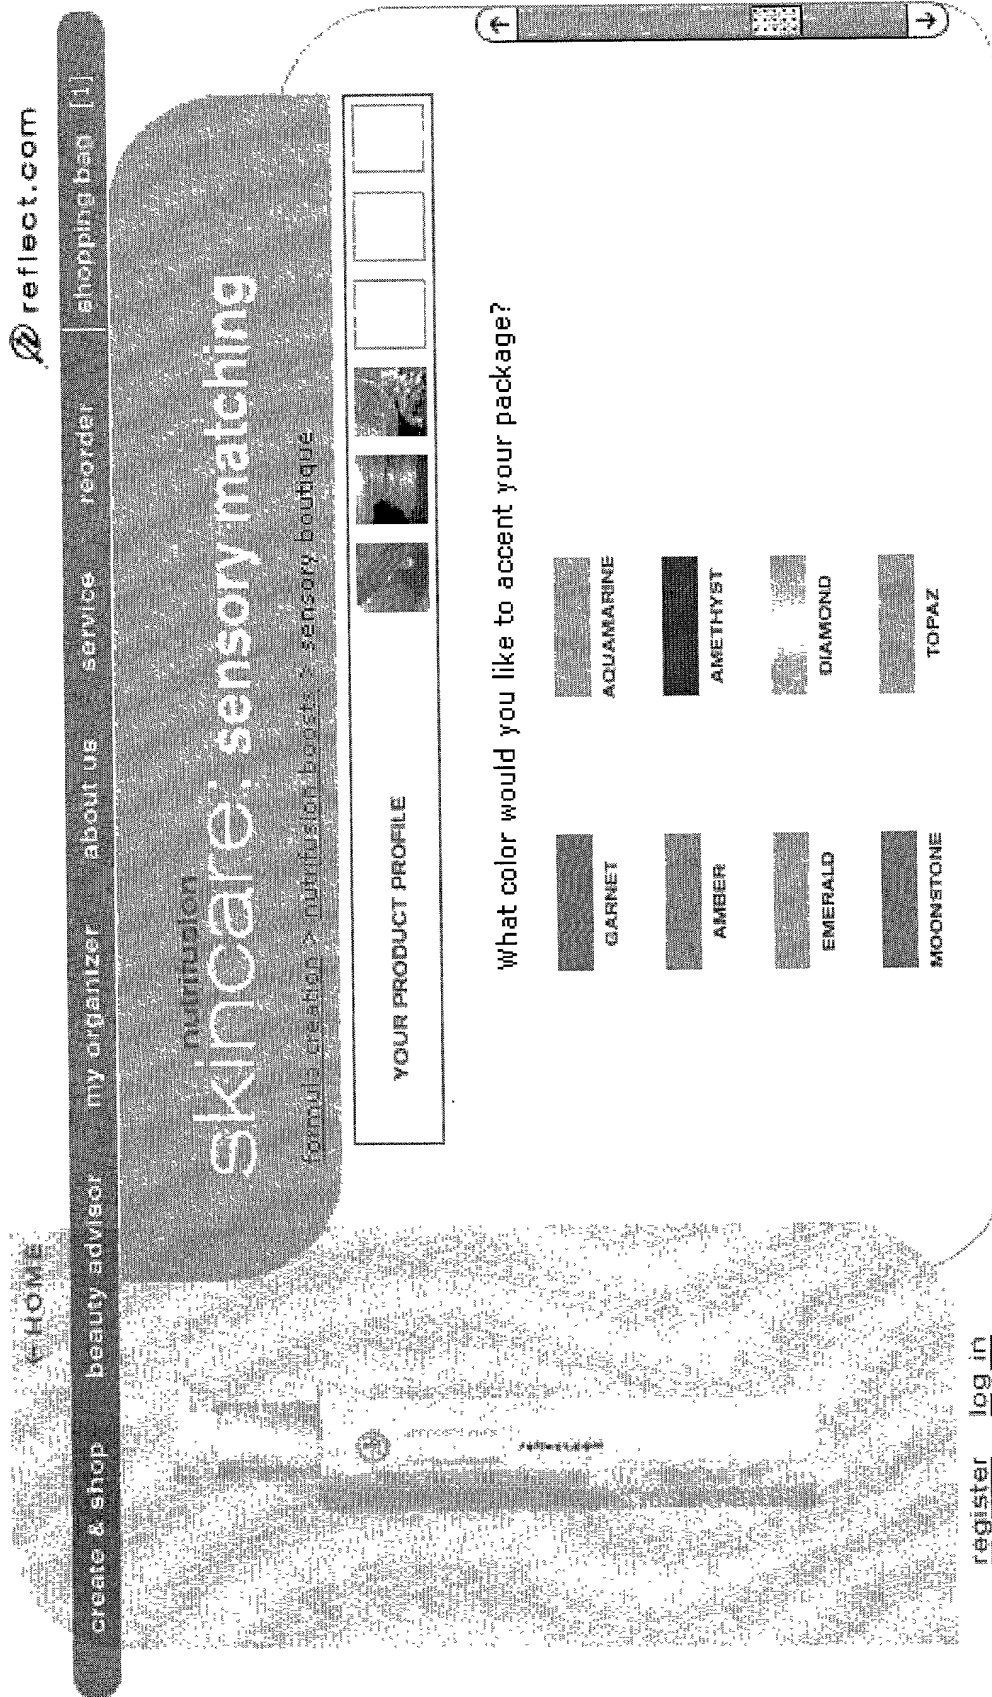 reflect.com
← HOME
create & shop beauty advisor my organizer about us service reorder shopping bag [1]
nutrifusion
skincare: sensory matching
formula creation > nutrifusion boosts > sensory boutique
YOUR PRODUCT PROFILE
What color would you like to accent your package?
GARNET AQUAMARINE
AMBER AMETHYST
EMERALD DIAMOND
MOONSTONE TOPAZ
register log in